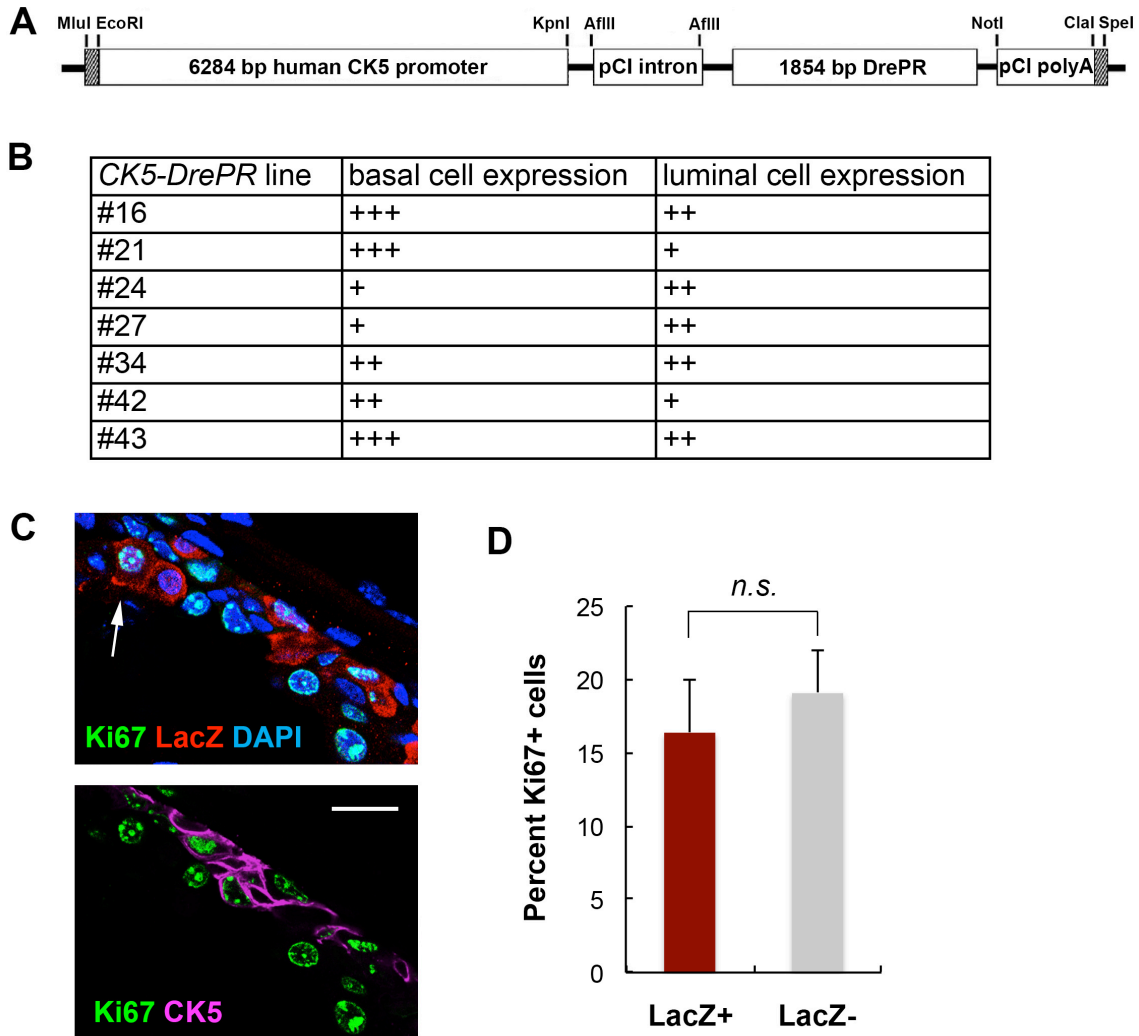 A
MluI EcoRI KpnI AflII AflII NotI ClaI SpeI
6284 bp human CK5 promoter pCI intron 1854 bp DrePR pCI polyA
B
CK5-DrePR line basal cell expression luminal cell expression
#16 +++ ++
#21 +++ +
#24 + ++
#27 + ++
#34 ++ ++
#42 ++ +
#43 +++ ++
C
Ki67 LacZ DAPI
Ki67 CK5
D
n.s.
Percent Ki67+ cells
25
20
15
10
5
0
LacZ+ LacZ-